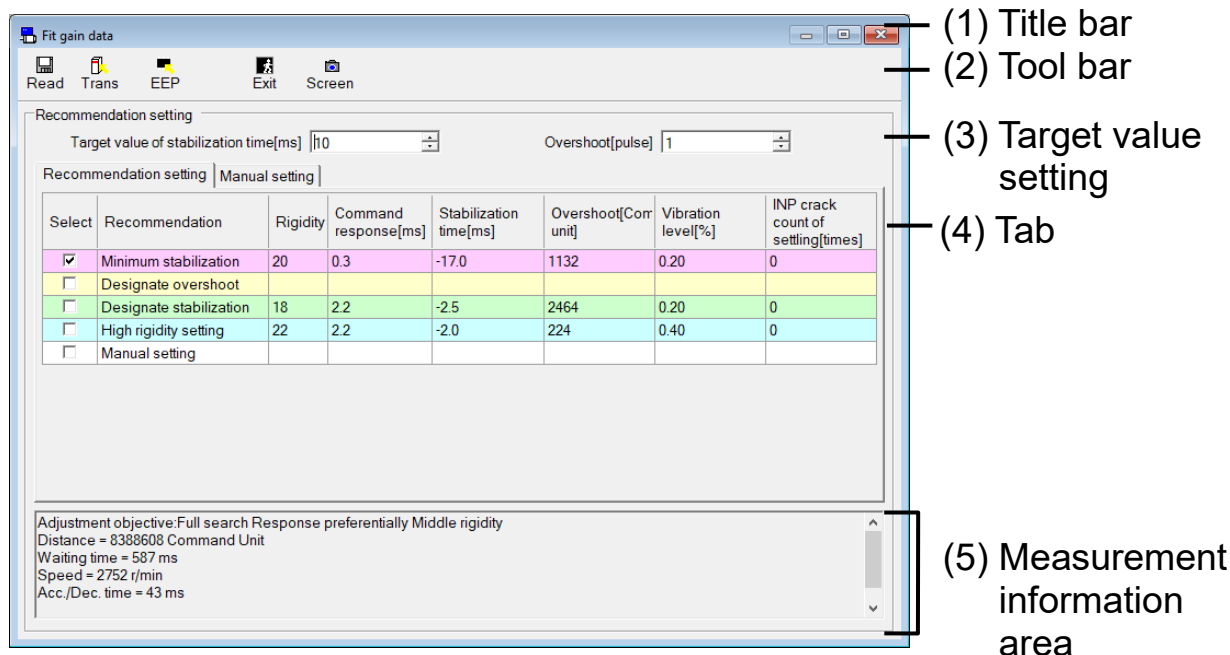 Fit gain data
(1) Title bar
Read Trans EEP Exit Screen
(2) Tool bar
Recommendation setting
Target value of stabilization time[ms] 10 Overshoot[pulse] 1
(3) Target value
setting
Recommendation setting Manual setting
Select Recommendation Rigidity Command response[ms] Stabilization time[ms] Overshoot[Com unit] Vibration level[%] INP crack count of settling[times]
(4) Tab
Minimum stabilization 20 0.3 -17.0 1132 0.20 0
Designate overshoot
Designate stabilization 18 2.2 -2.5 2464 0.20 0
High rigidity setting 22 2.2 -2.0 224 0.40 0
Manual setting
Adjustment objective:Full search Response preferentially Middle rigidity
Distance = 8388608 Command Unit
Waiting time = 587 ms
Speed = 2752 r/min
Acc./Dec. time = 43 ms
(5) Measurement
information
area